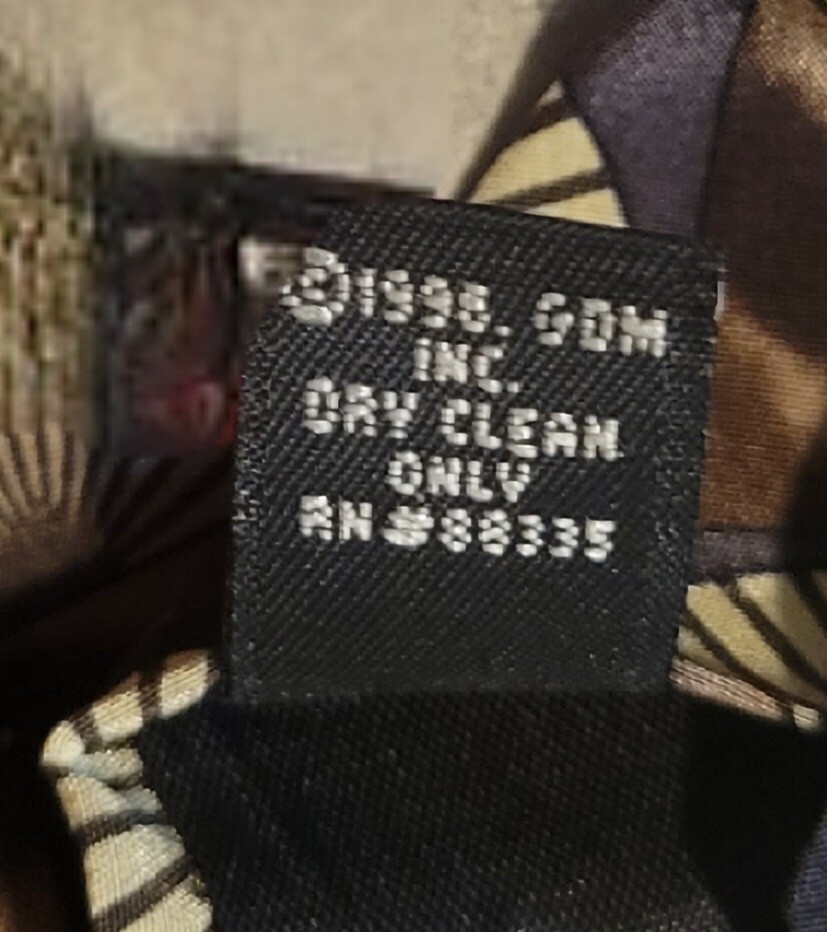 ©1998, GDM
INC.
DRY CLEAN
ONLY
RN#88335